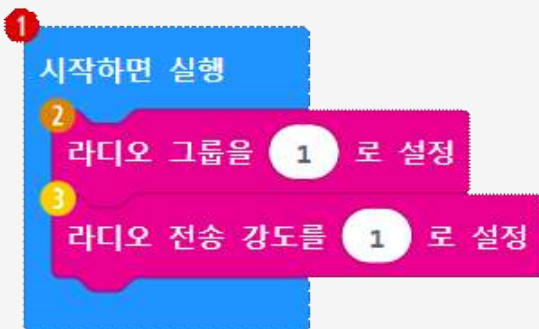 1
시작하면 실행
2
라디오 그룹을 1 로 설정
3
라디오 전송 강도를 1 로 설정